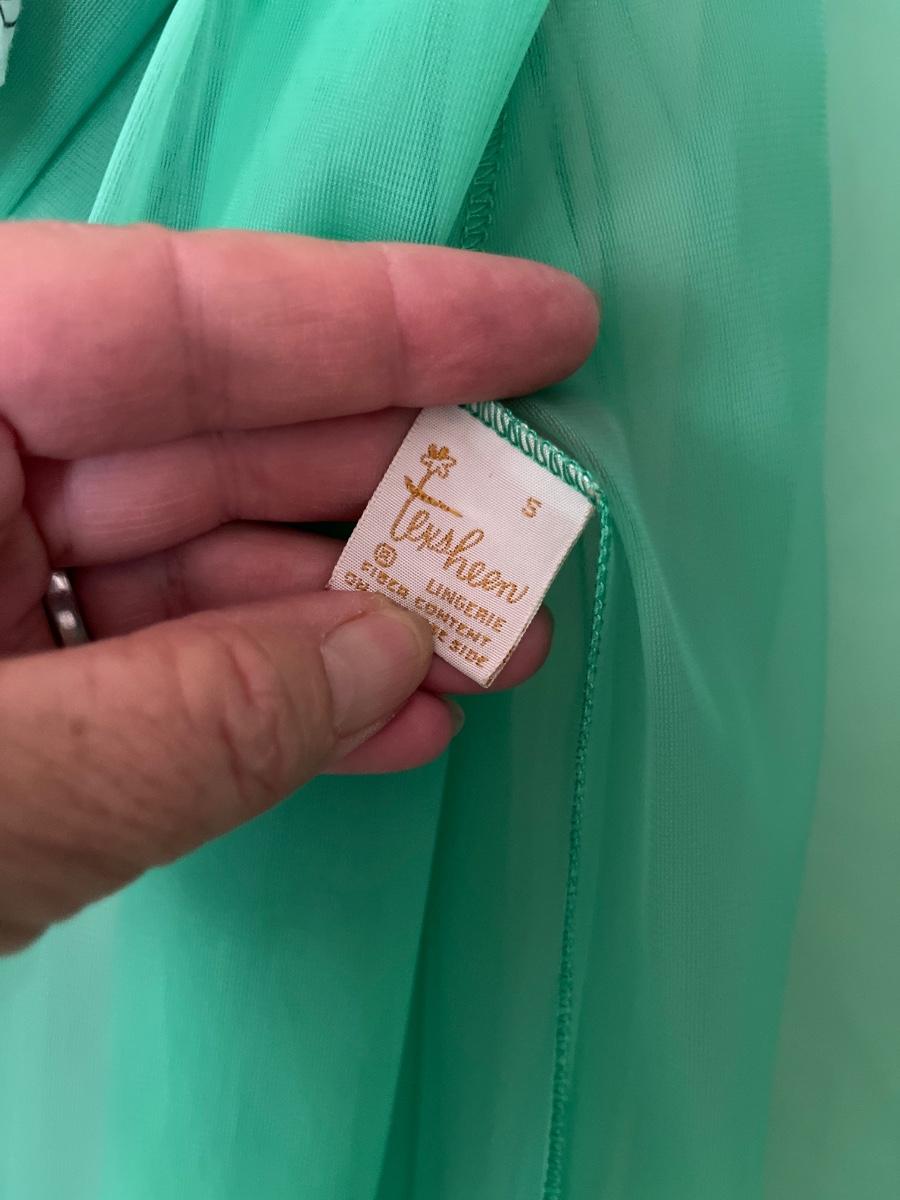 S
Texsheen
®
LINGERIE
FIBER CONTENT
SIDE